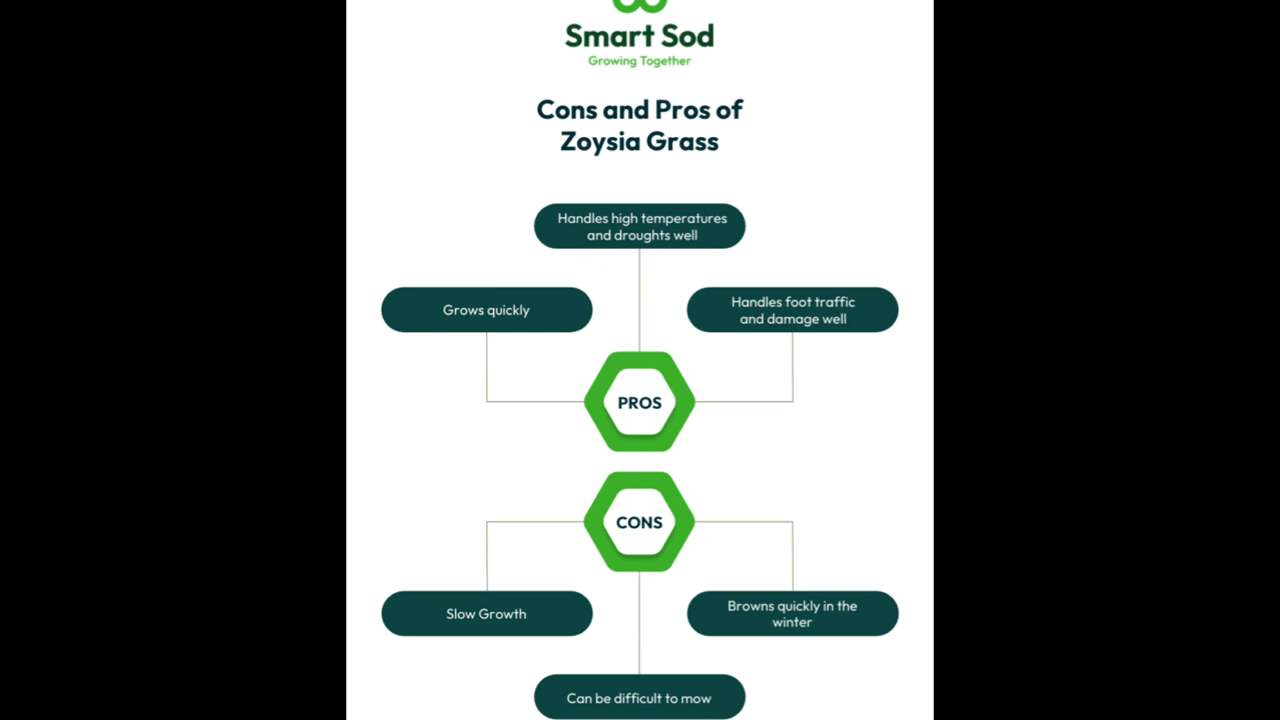 Smart Sod
Growing Together
Cons and Pros of
Zoysia Grass
Handles high temperatures
and droughts well
Grows quickly
Handles foot traffic
and damage well
PROS
CONS
Slow Growth
Browns quickly in the
winter
Can be difficult to mow